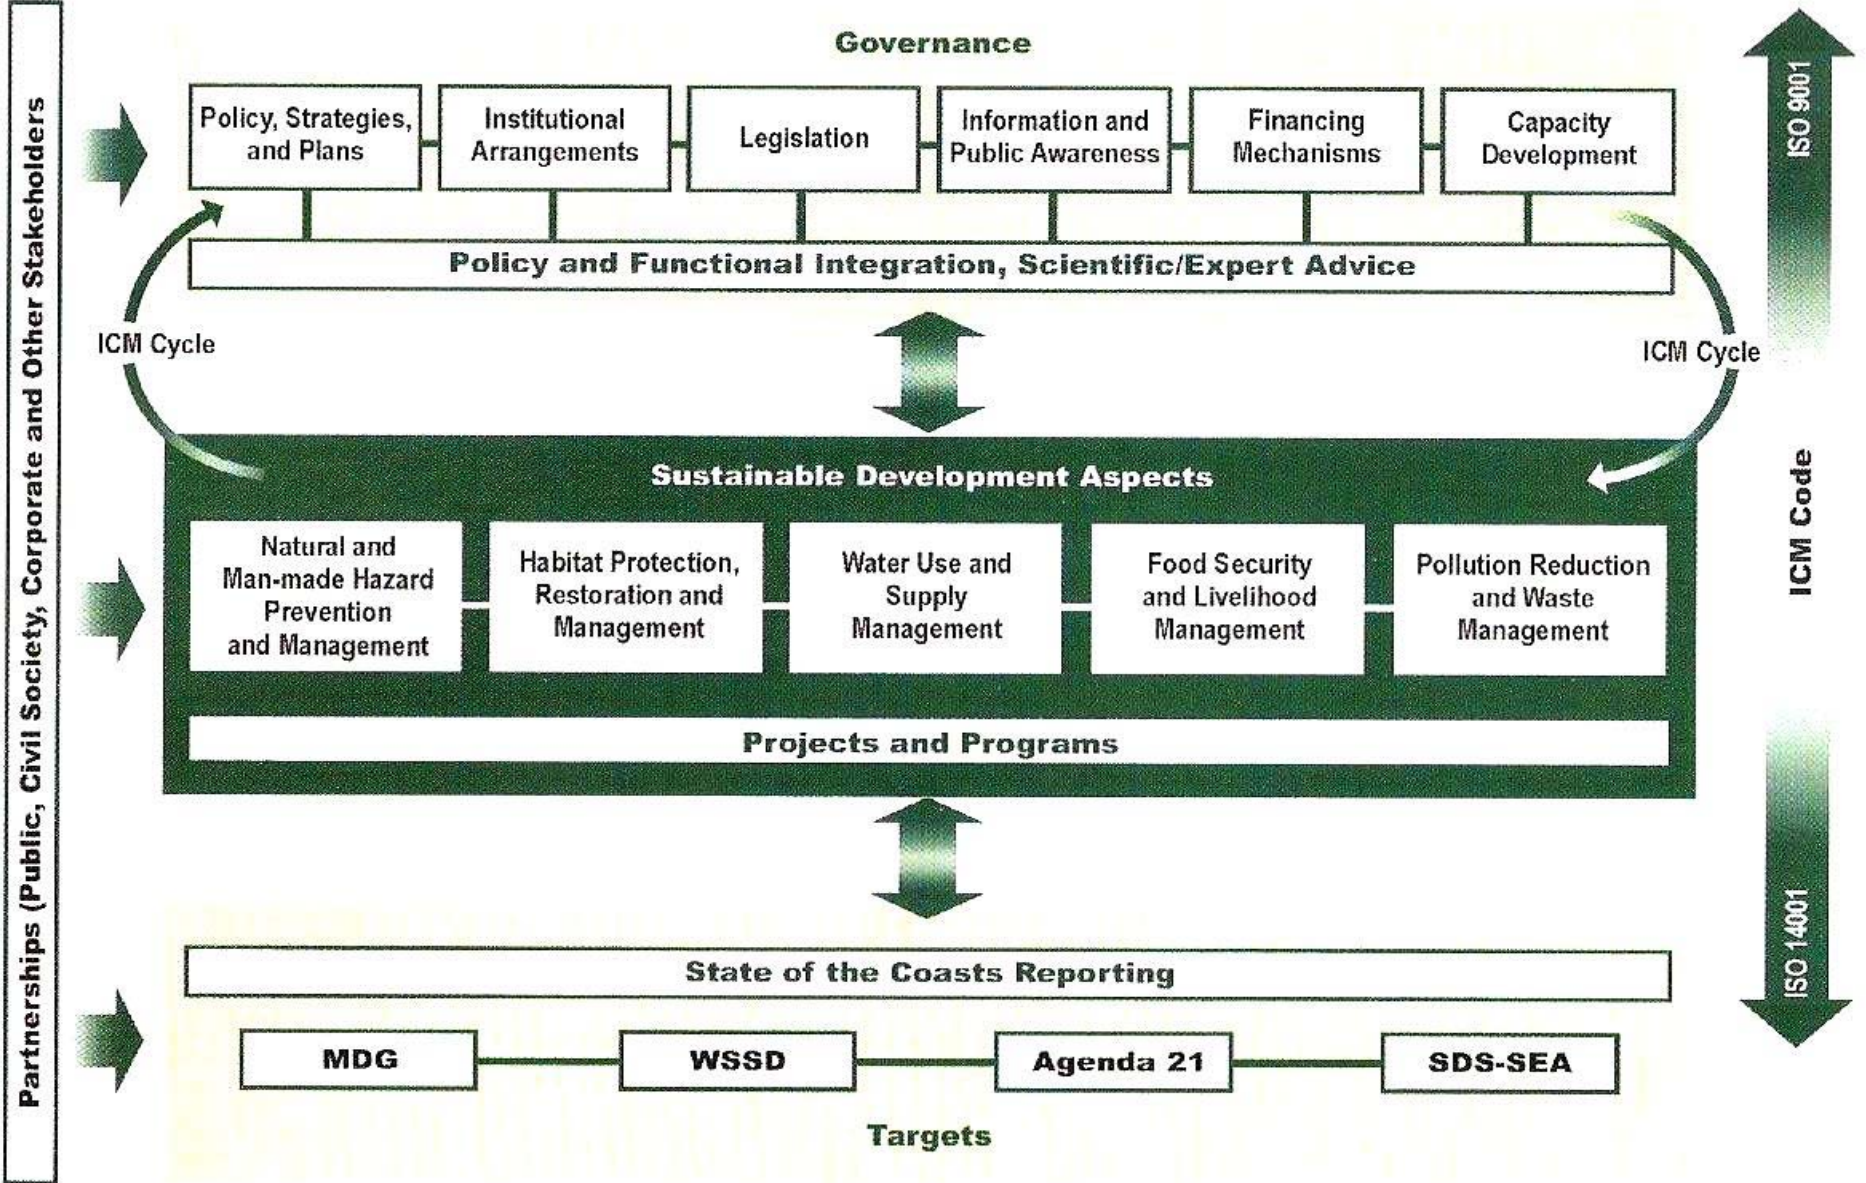 Partnerships (Public, Civil Society, Corporate and Other Stakeholders
Governance
Policy, Strategies,
and Plans
Institutional
Arrangements
Legislation
Information and
Public Awareness
Financing
Mechanisms
Capacity
Development
Policy and Functional Integration, Scientific/Expert Advice
ICM Cycle
ICM Cycle
ISO 9001
ICM Code
ISO 14001
Sustainable Development Aspects
Natural and
Man-made Hazard
Prevention
and Management
Habitat Protection,
Restoration and
Management
Water Use and
Supply
Management
Food Security
and Livelihood
Management
Pollution Reduction
and Waste
Management
Projects and Programs
State of the Coasts Reporting
MDG
WSSD
Agenda 21
SDS-SEA
Targets